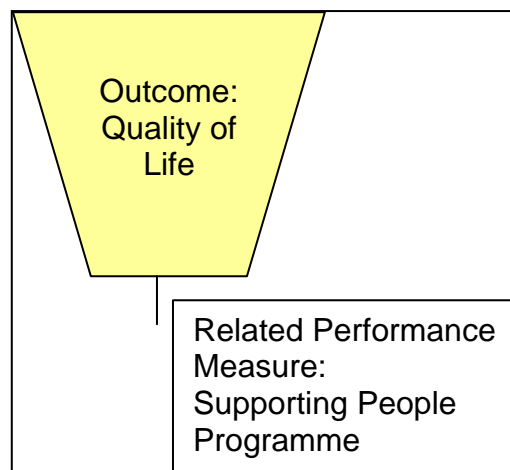 Outcome:
Quality of
Life
Related Performance
Measure:
Supporting People
Programme